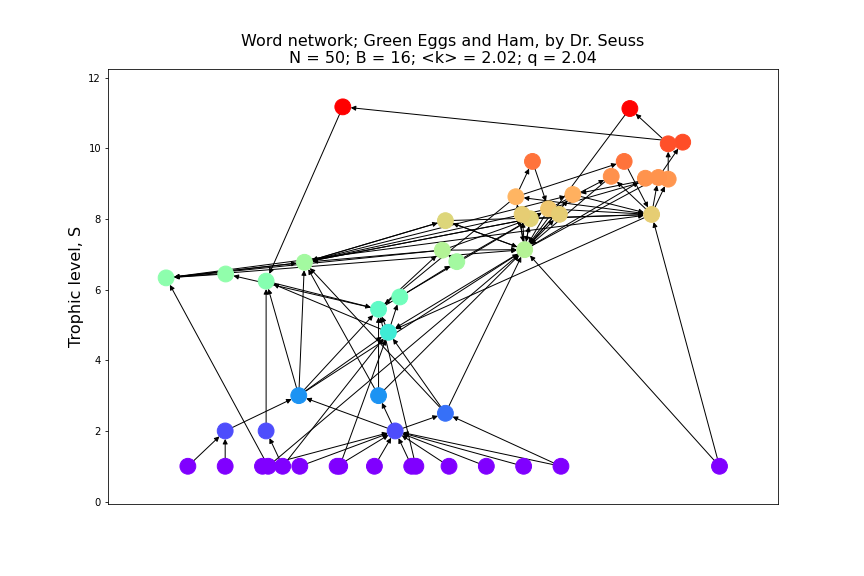 Word network; Green Eggs and Ham, by Dr. Seuss
N = 50; B = 16; <k> = 2.02; q = 2.04
12
10
8
6
4
2
0
Trophic level, S